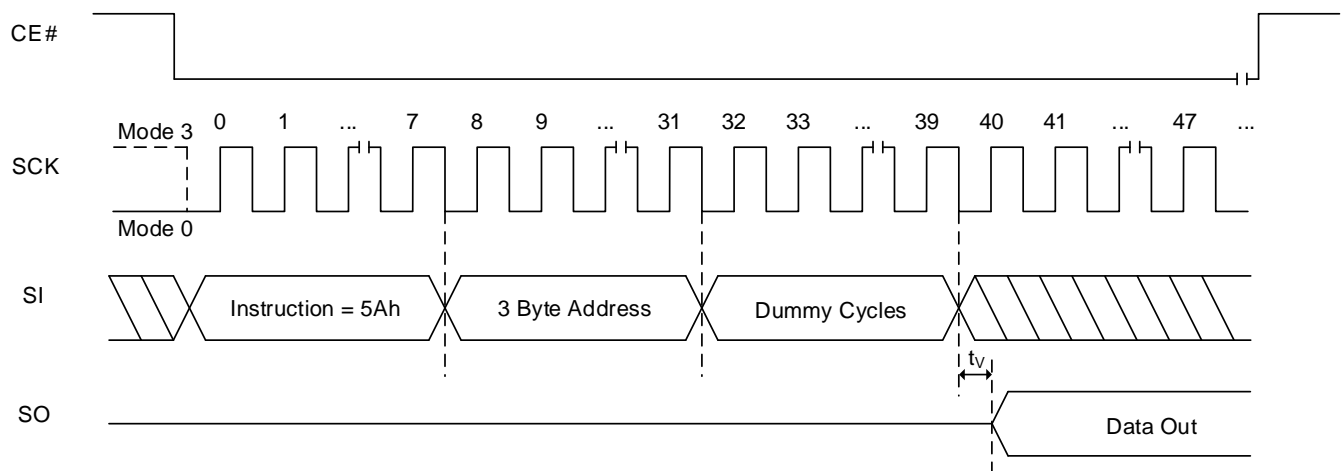 CE#
0 1 ... 7 8 9 ... 31 32 33 ... 39 40 41 ... 47 ...
Mode 3
SCK
Mode 0
SI Instruction = 5Ah 3 Byte Address Dummy Cycles
tV
SO Data Out